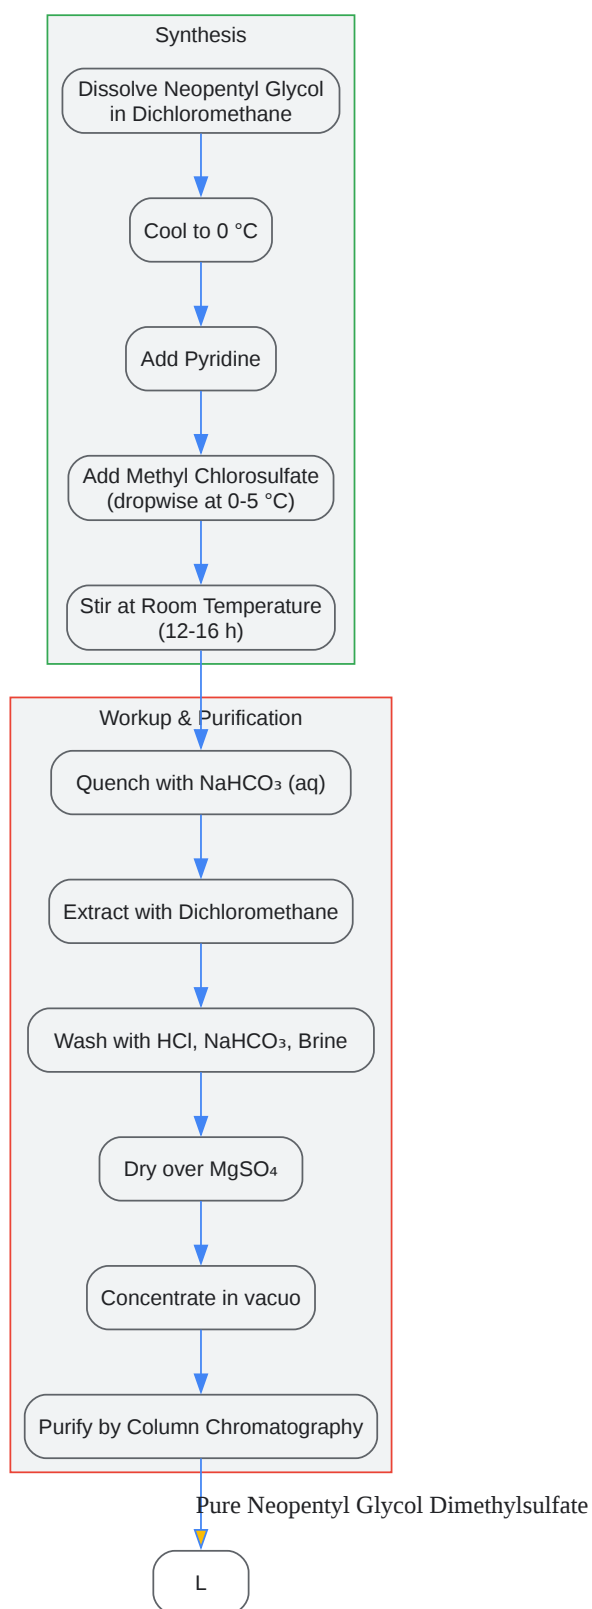 Synthesis
Dissolve Neopentyl Glycol
in Dichloromethane
Cool to 0 °C
Add Pyridine
Add Methyl Chlorosulfate
(dropwise at 0-5 °C)
Stir at Room Temperature
(12-16 h)
Workup & Purification
Quench with NaHCO₃ (aq)
Extract with Dichloromethane
Wash with HCl, NaHCO₃, Brine
Dry over MgSO₄
Concentrate in vacuo
Purify by Column Chromatography
Pure Neopentyl Glycol Dimethylsulfate
L